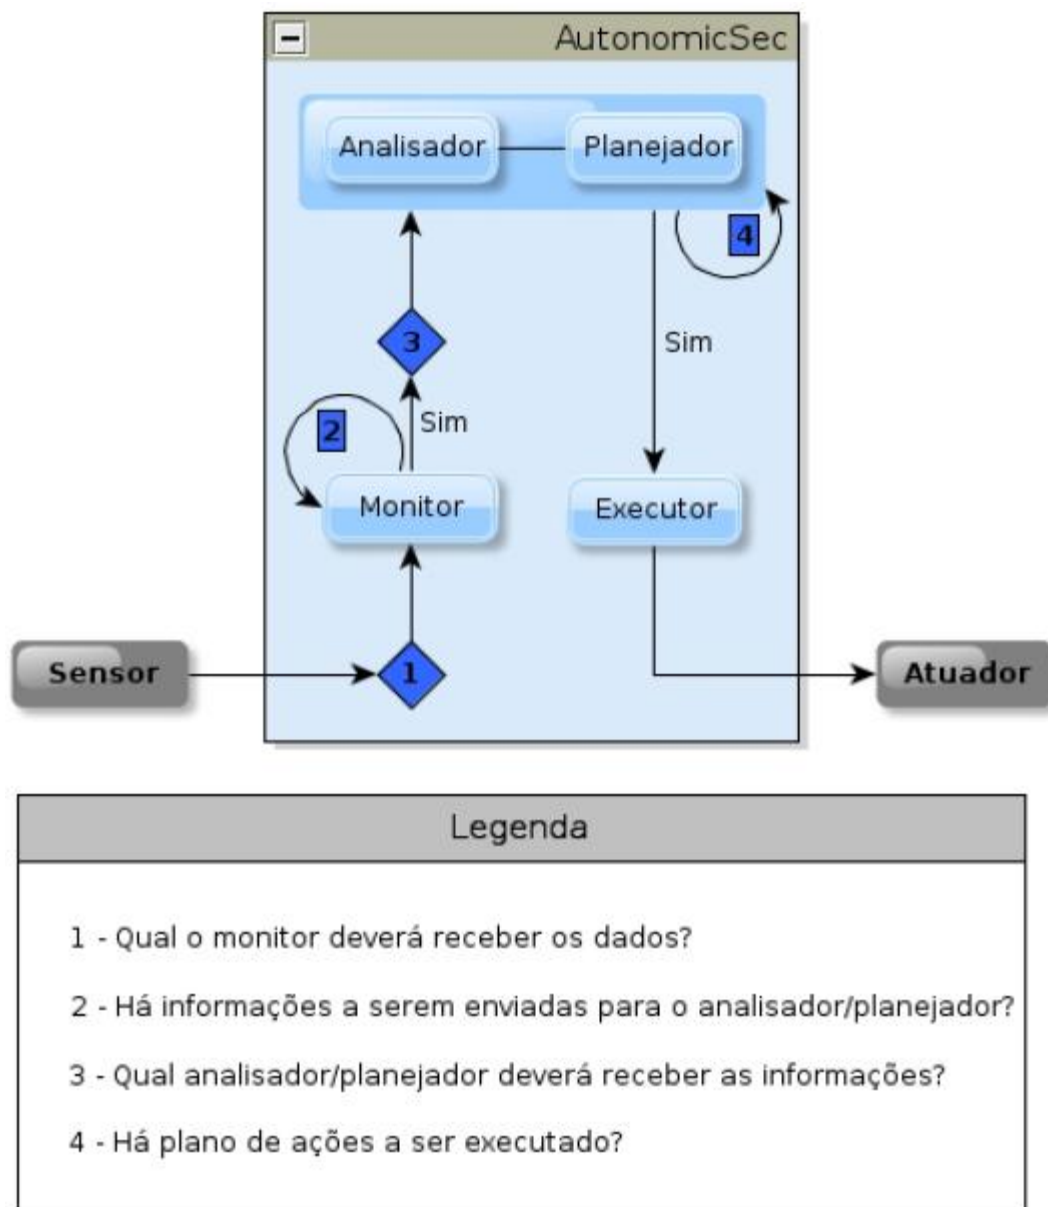 AutonomicSec
Analisador
Planejador
4
3
Sim
Sim
2
Monitor
Executor
Sensor
1
Atuador
Legenda
1 - Qual o monitor deverá receber os dados?
2 - Há informações a serem enviadas para o analisador/planejador?
3 - Qual analisador/planejador deverá receber as informações?
4 - Há plano de ações a ser executado?